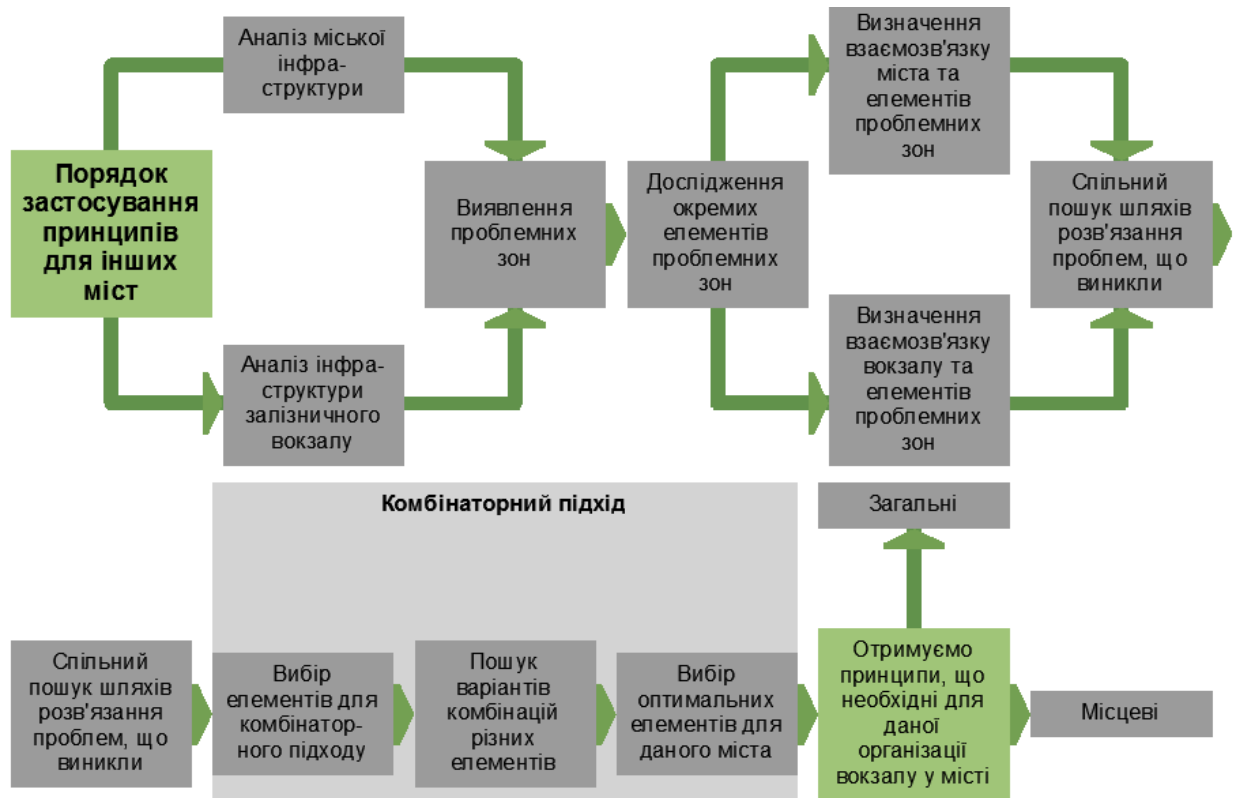 Аналіз міської
інфра-
структури
Порядок
застосування
принципів
для інших
міст
Аналіз інфра-
структури
залізничного
вокзалу
Виявлення
проблемних
зон
Дослідження
окремих
елементів
проблемних
зон
Визначення
взаємозв'язку
міста та
елементів
проблемних
зон
Визначення
взаємозв'язку
вокзалу та
елементів
проблемних
зон
Спільний
пошук шляхів
розв'язання
проблем, що
виникли
Комбінаторний підхід
Спільний
пошук шляхів
розв'язання
проблем, що
виникли
Вибір
елементів для
комбінатор-
ного підходу
Пошук
варіантів
комбінацій
різних
елементів
Вибір
оптимальних
елементів для
даного міста
Отримуємо
принципи, що
необхідні для
даної
організації
вокзалу у місті
Загальні
Місцеві